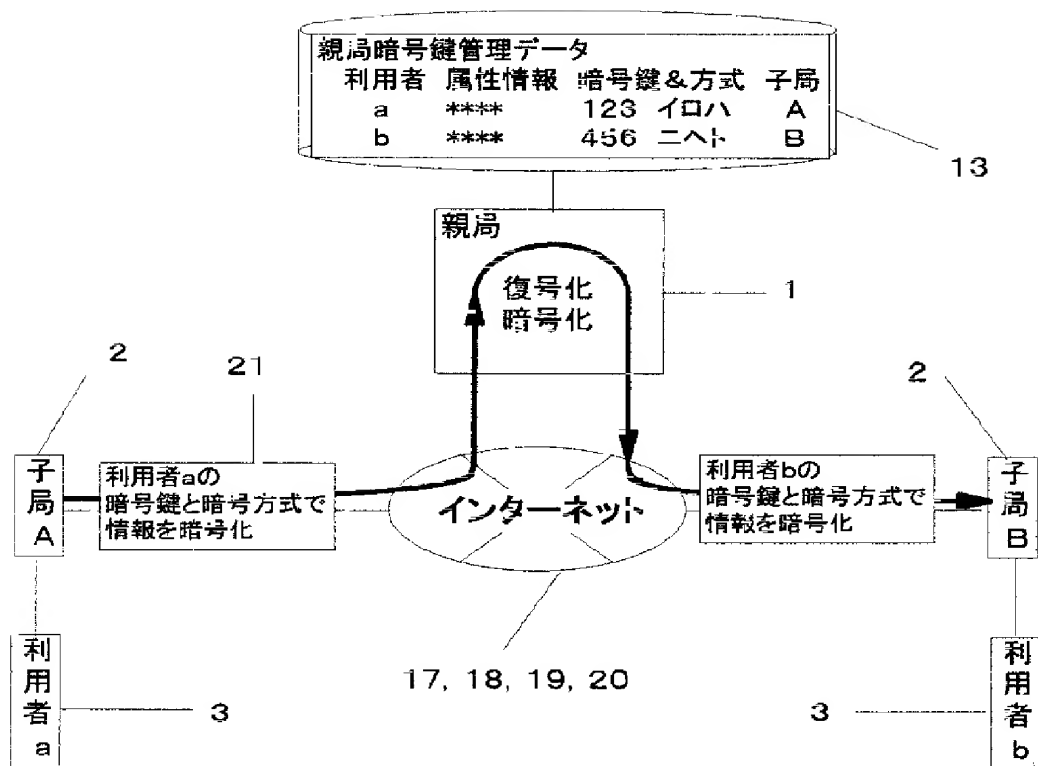 親局暗号鍵管理データ
利用者 属性情報 暗号鍵&方式 子局
a **** 123 イロハ A
b **** 456 ニヘト B
13
親局
復号化
暗号化
1
2
21
2
子局A
利用者aの
暗号鍵と暗号方式で
情報を暗号化
インターネット
利用者bの
暗号鍵と暗号方式で
情報を暗号化
子局B
利用者a
3
17, 18, 19, 20
3
利用者b